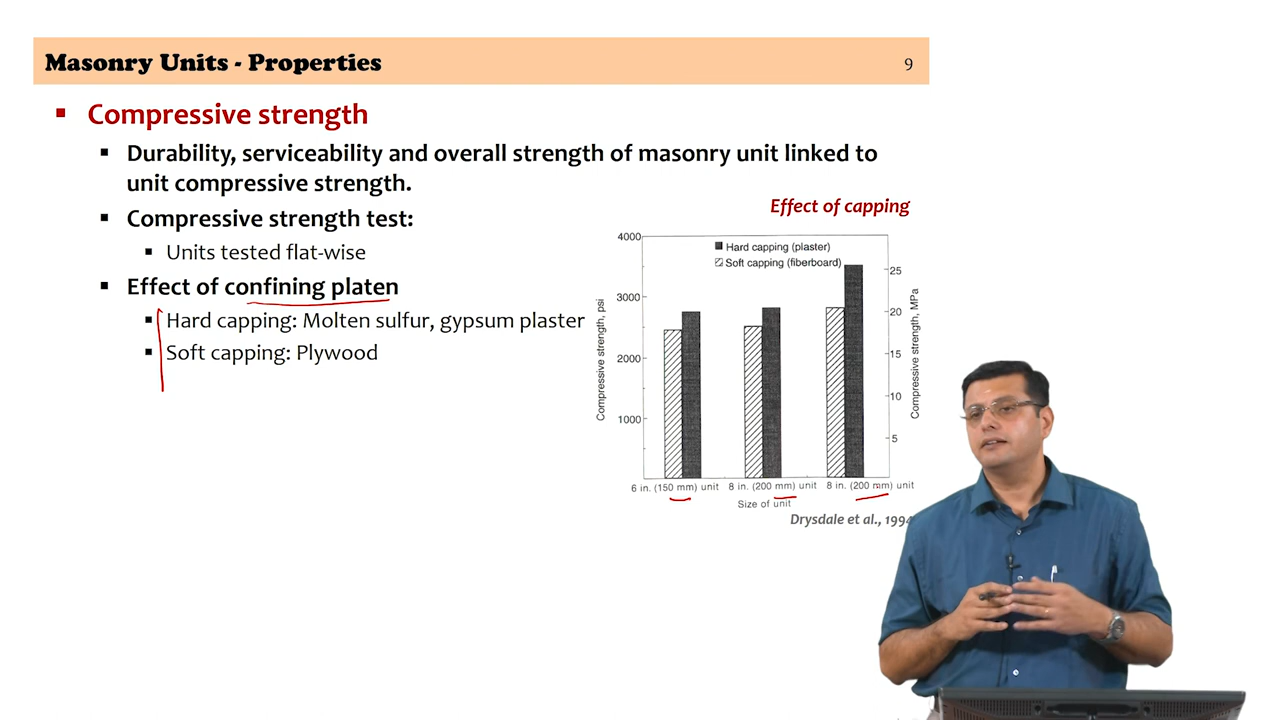 Masonry Units - Properties
9
▪ Compressive strength
▪ Durability, serviceability and overall strength of masonry unit linked to
unit compressive strength.
▪ Compressive strength test:
▪ Units tested flat-wise
▪ Effect of confining platen
▪ Hard capping: Molten sulfur, gypsum plaster
▪ Soft capping: Plywood
Effect of capping
Hard capping (plaster)
Soft capping (fiberboard)
4000
3000
2000
1000
Compressive strength, psi
25
20
15
10
5
Compressive strength, MPa
6 in. (150 mm) unit 8 in. (200 mm) unit 8 in. (200 mm) unit
Size of unit
Drysdale et al., 1994